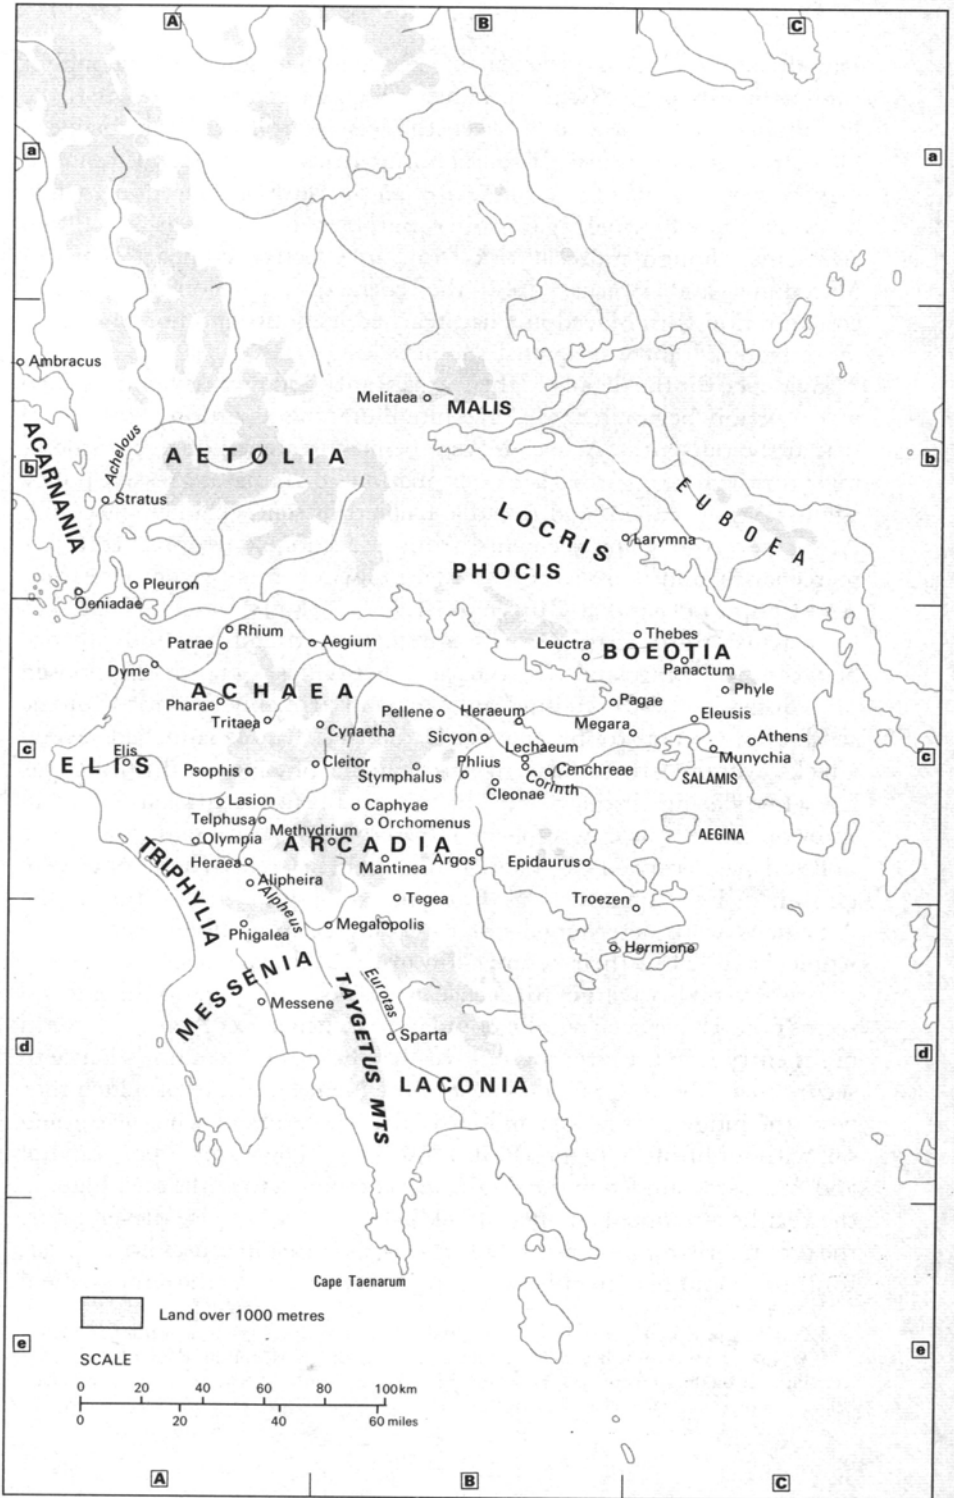 A
B
C
a
a
Ambracus
Melitaea
MALIS
ACARNANIA
Achelous
AETOLIA
b
b
Stratus
EUBOEA
LOCRIS
Larymna
PHOCIS
Pleuron
Oeniadae
Rhium
Patrae
Aegium
Thebes
Leuctra
BOEOTIA
Panactum
Dyme
ACHAEA
Phyle
Pharae
Pellene
Heraeum
Pagae
Tritaea
Cynaetha
Megara
Eleusis
Sicyon
Athens
c
Elis
ELIS
Lechaeum
Munychia
c
Psophis
Cleitor
Stymphalus
Phlius
Corinth
Cenchreae
SALAMIS
Cleonae
Lasion
Caphyae
Telphusa
Methydrium
Orchomenus
AEGINA
Olympia
ARCADIA
TRIPHYLIA
Heraea
Mantinea
Argos
Epidaurus
Alipheira
Alpheus
Tegea
Troezen
Phigalea
Megalopolis
Hermione
MESSENIA
TAYGETUS MTS
Eurotas
Messene
Sparta
d
d
LACONIA
Cape Taenarum
Land over 1000 metres
e
e
SCALE
0 20 40 60 80 100 km
0 20 40 60 miles
A
B
C